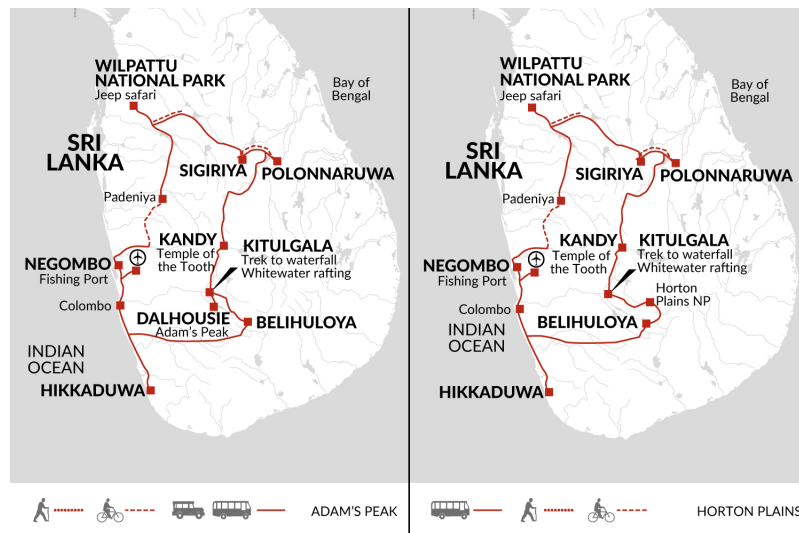 WILPATTU
NATIONAL PARK
Jeep safari
Bay of
Bengal
SRI
LANKA
SIGIRIYA
POLONNARUWA
Padeniya
KANDY
Temple of
the Tooth
KITULGALA
Trek to waterfall
Whitewater rafting
NEGOMBO
Fishing Port
Colombo
DALHOUSIE
Adam's Peak
BELIHULOYA
INDIAN
OCEAN
HIKKADUWA
ADAM'S PEAK
WILPATTU
NATIONAL PARK
Jeep safari
Bay of
Bengal
SRI
LANKA
SIGIRIYA
POLONNARUWA
Padeniya
KANDY
Temple of
the Tooth
KITULGALA
Trek to waterfall
Whitewater rafting
NEGOMBO
Fishing Port
Horton
Plains NP
Colombo
BELIHULOYA
INDIAN
OCEAN
HIKKADUWA
HORTON PLAINS